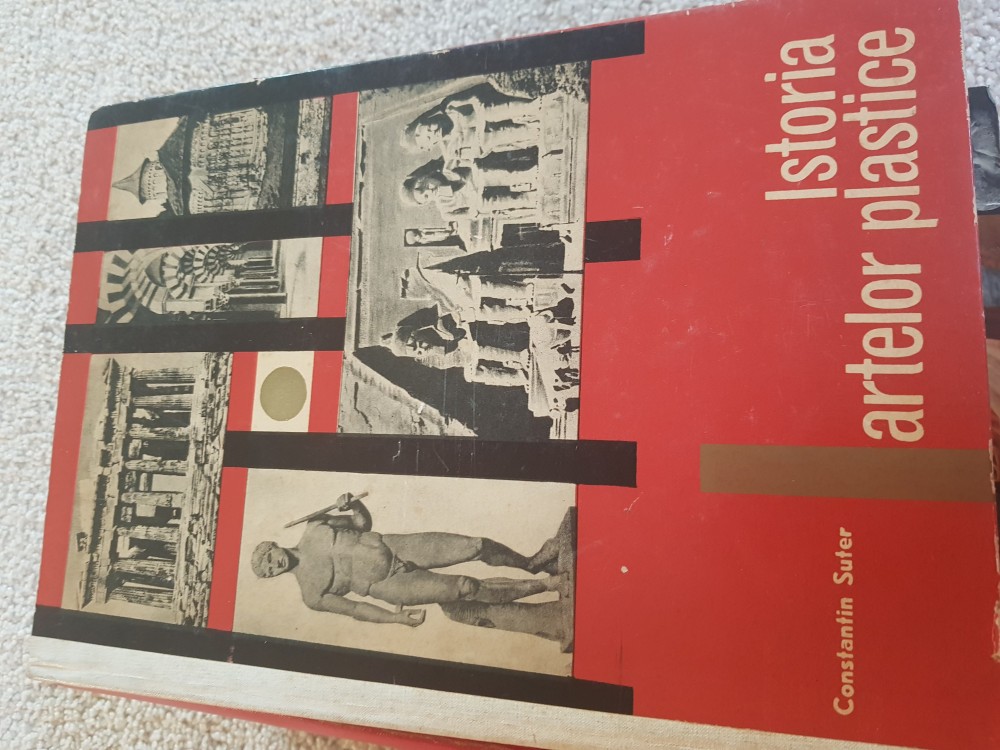 Istoria
artelor plastice
Constantin Suter